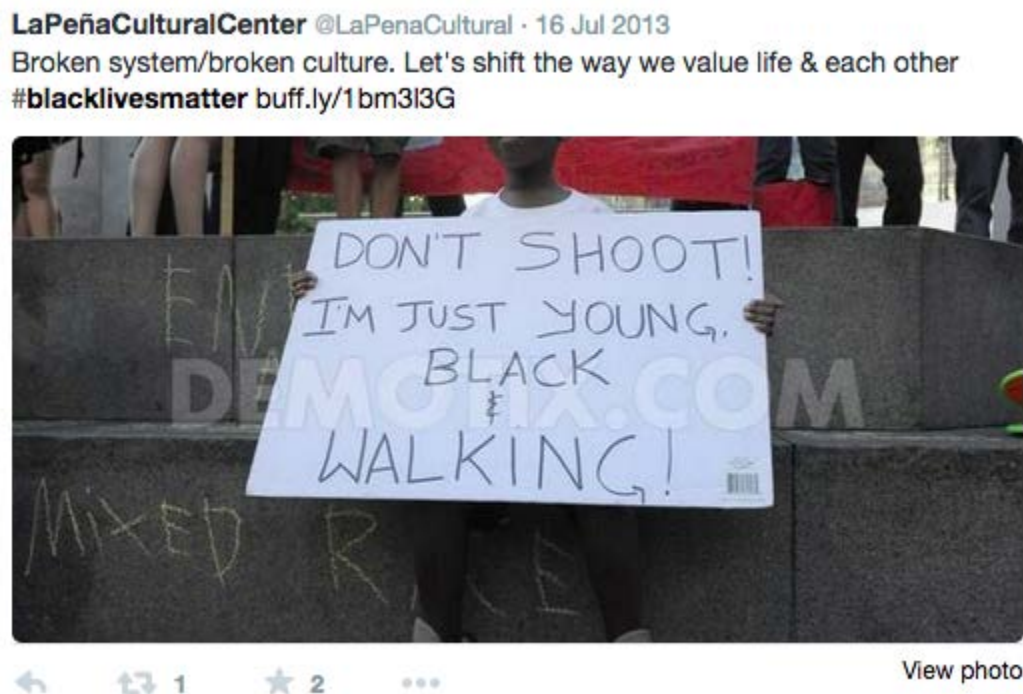 LaPeñaCulturalCenter @LaPenaCultural · 16 Jul 2013
Broken system/broken culture. Let's shift the way we value life & each other
#blacklivesmatter buff.ly/1bm3l3G
DON'T SHOOT!
I'M JUST YOUNG,
BLACK
&
WALKING!
DEMOTIX.COM
MiXED
1
2
View photo